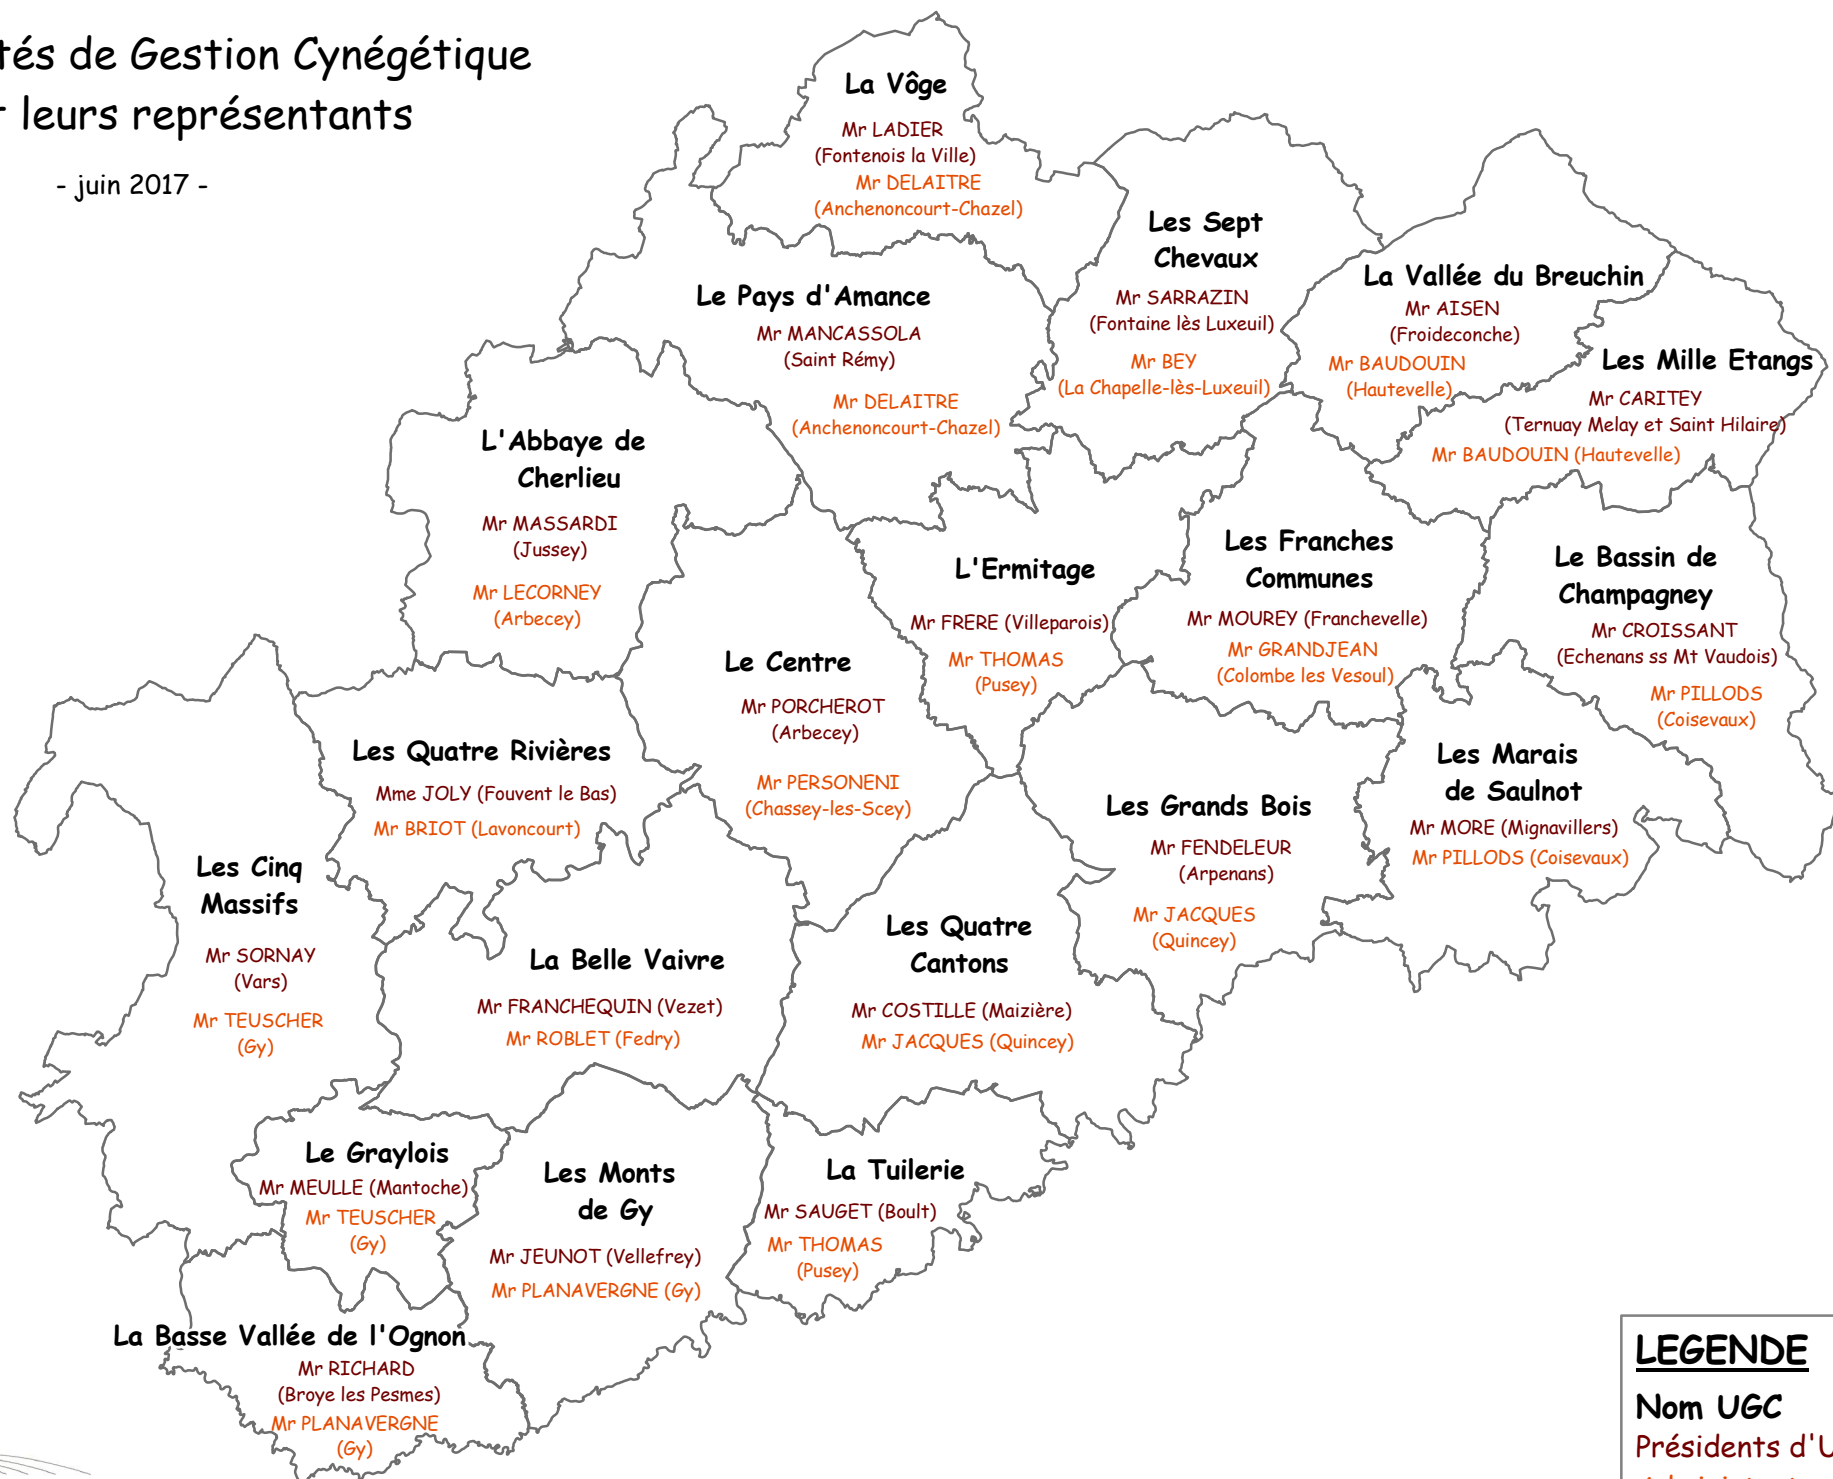 tés de Gestion Cynégétique
leurs représentants
- juin 2017 -
La Vôge
Mr LADIER
(Fontenois la Ville)
Mr DELAITRE
(Anchenoncourt-Chazel)
Les Sept
Chevaux
Mr SARRAZIN
(Fontaine lès Luxeuil)
Mr BEY
(La Chapelle-lès-Luxeuil)
La Vallée du Breuchin
Mr AISEN
(Froideconche)
Mr BAUDOUIN
(Hautevelle)
Les Mille Etangs
Mr CARITEY
(Ternuay Melay et Saint Hilaire)
Mr BAUDOUIN (Hautevelle)
Le Pays d'Amance
Mr MANCASSOLA
(Saint Rémy)
Mr DELAITRE
(Anchenoncourt-Chazel)
L'Abbaye de
Cherlieu
Mr MASSARDI
(Jussey)
Mr LECORNEY
(Arbecey)
L'Ermitage
Mr FRERE (Villeparois)
Mr THOMAS
(Pusey)
Les Franches
Communes
Mr MOUREY (Franchevelle)
Mr GRANDJEAN
(Colombe les Vesoul)
Le Bassin de
Champagney
Mr CROISSANT
(Echenans ss Mt Vaudois)
Mr PILLODS
(Coisevaux)
Le Centre
Mr PORCHEROT
(Arbecey)
Mr PERSONENI
(Chassey-les-Scey)
Les Quatre Rivières
Mme JOLY (Fouvent le Bas)
Mr BRIOT (Lavoncourt)
Les Grands Bois
Mr FENDELEUR
(Arpenans)
Mr JACQUES
(Quincey)
Les Marais
de Saulnot
Mr MORE (Mignavillers)
Mr PILLODS (Coisevaux)
Les Cinq
Massifs
Mr SORNAY
(Vars)
Mr TEUSCHER
(Gy)
La Belle Vaivre
Mr FRANCHEQUIN (Vezet)
Mr ROBLET (Fedry)
Les Quatre
Cantons
Mr COSTILLE (Maizière)
Mr JACQUES (Quincey)
Le Graylois
Mr MEULLE (Mantoche)
Mr TEUSCHER
(Gy)
Les Monts
de Gy
Mr JEUNOT (Vellefrey)
Mr PLANAVERGNE (Gy)
La Tuilerie
Mr SAUGET (Boult)
Mr THOMAS
(Pusey)
La Basse Vallée de l'Ognon
Mr RICHARD
(Broye les Pesmes)
Mr PLANAVERGNE
(Gy)
LEGENDE
Nom UGC
Présidents d'U